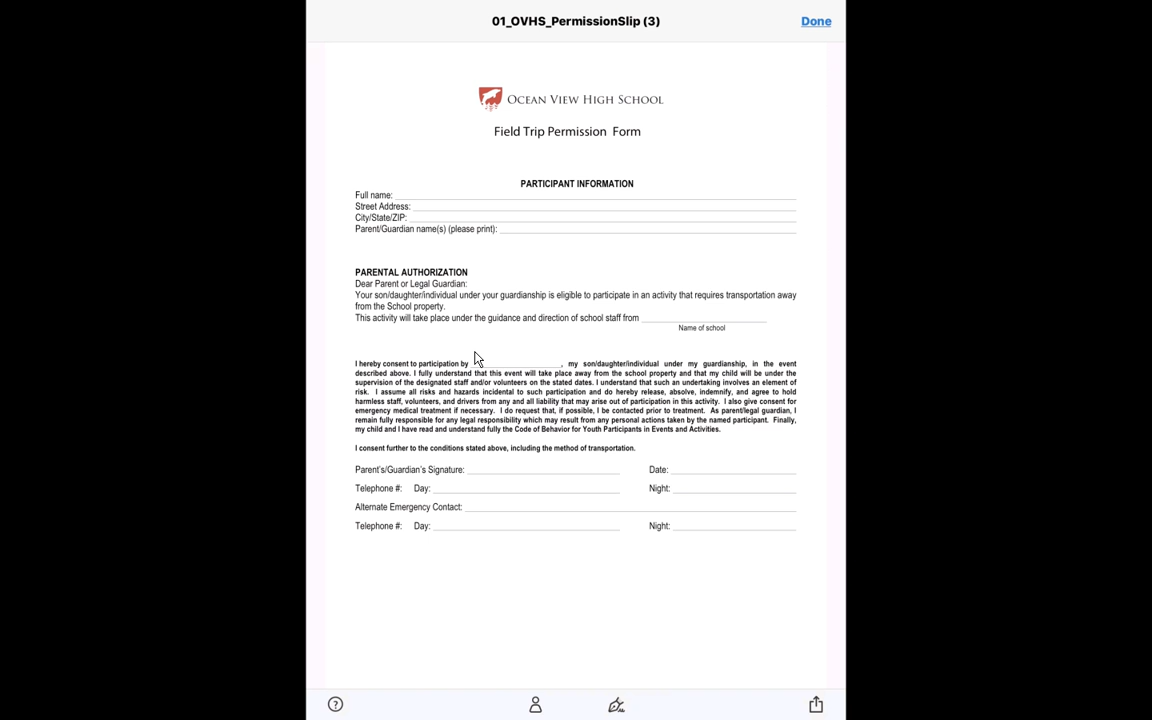 01_OVHS_PermissionSlip (3)
Done
OCEAN VIEW HIGH SCHOOL
Field Trip Permission Form
PARTICIPANT INFORMATION
Full name:
Street Address:
City/State/ZIP:
Parent/Guardian name(s) (please print):
PARENTAL AUTHORIZATION
Dear Parent or Legal Guardian:
Your son/daughter/individual under your guardianship is eligible to participate in an activity that requires transportation away
from the School property.
This activity will take place under the guidance and direction of school staff from
Name of school
I hereby consent to participation by , my son/daughter/individual under my guardianship, in the event
described above. I fully understand that this event will take place away from the school property and that my child will be under the
supervision of the designated staff and/or volunteers on the stated dates. I understand that such an undertaking involves an element of
risk. I assume all risks and hazards incidental to such participation and do hereby release, absolve, indemnify, and agree to hold
harmless staff, volunteers, and drivers from any and all liability that may arise out of participation in this activity. I also give consent for
emergency medical treatment if necessary. I do request that, if possible, I be contacted prior to treatment. As parent/legal guardian, I
remain fully responsible for any legal responsibility which may result from any personal actions taken by the named participant. Finally,
my child and I have read and understand fully the Code of Behavior for Youth Participants in Events and Activities.
I consent further to the conditions stated above, including the method of transportation.
Parent's/Guardian's Signature: Date:
Telephone #: Day: Night:
Alternate Emergency Contact:
Telephone #: Day: Night: